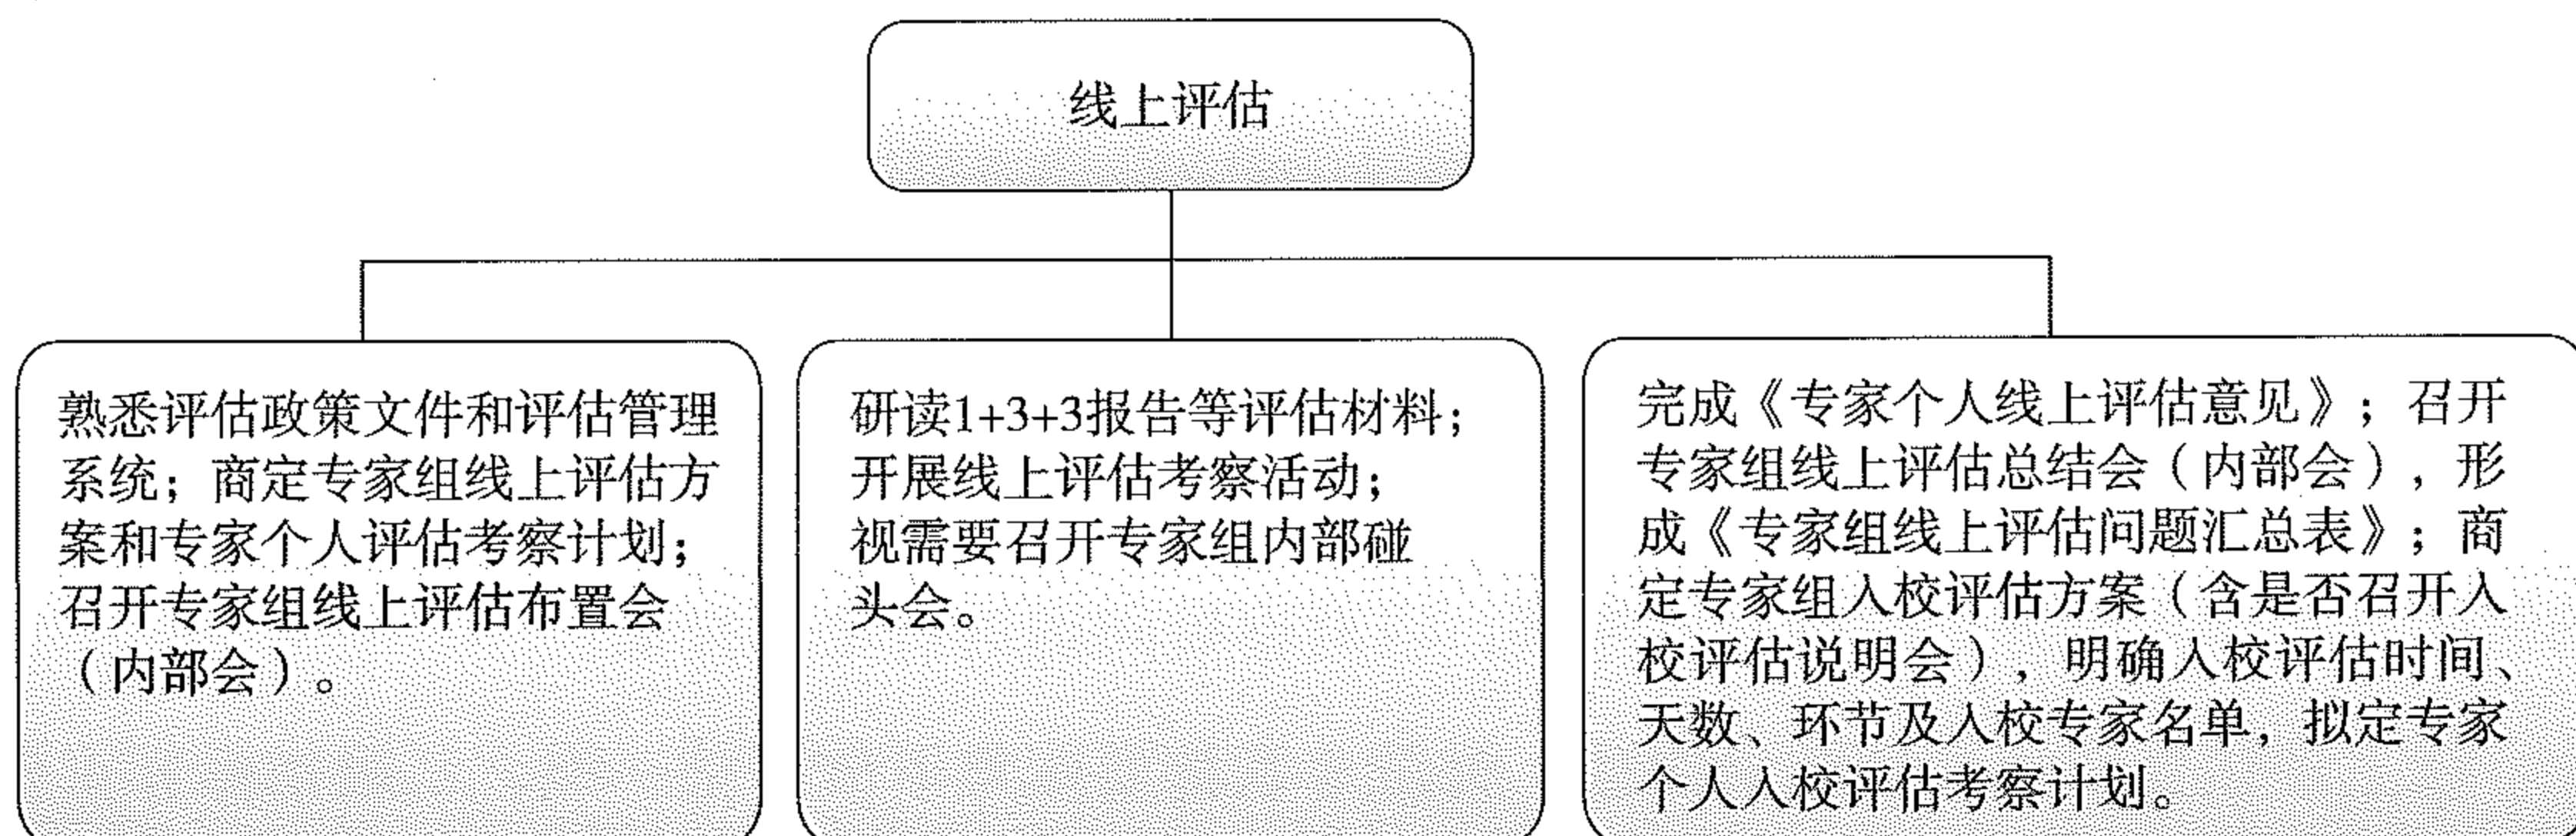 线上评估
熟悉评估政策文件和评估管理
系统；商定专家组线上评估方
案和专家个人评估考察计划；
召开专家组线上评估布置会
（内部会）。
研读1+3+3报告等评估材料；
开展线上评估考察活动；
视需要召开专家组内部碰
头会。
完成《专家个人线上评估意见》；召开
专家组线上评估总结会（内部会），形
成《专家组线上评估问题汇总表》；商
定专家组入校评估方案（含是否召开入
校评估说明会），明确入校评估时间、
天数、环节及入校专家名单，拟定专家
个人入校评估考察计划。